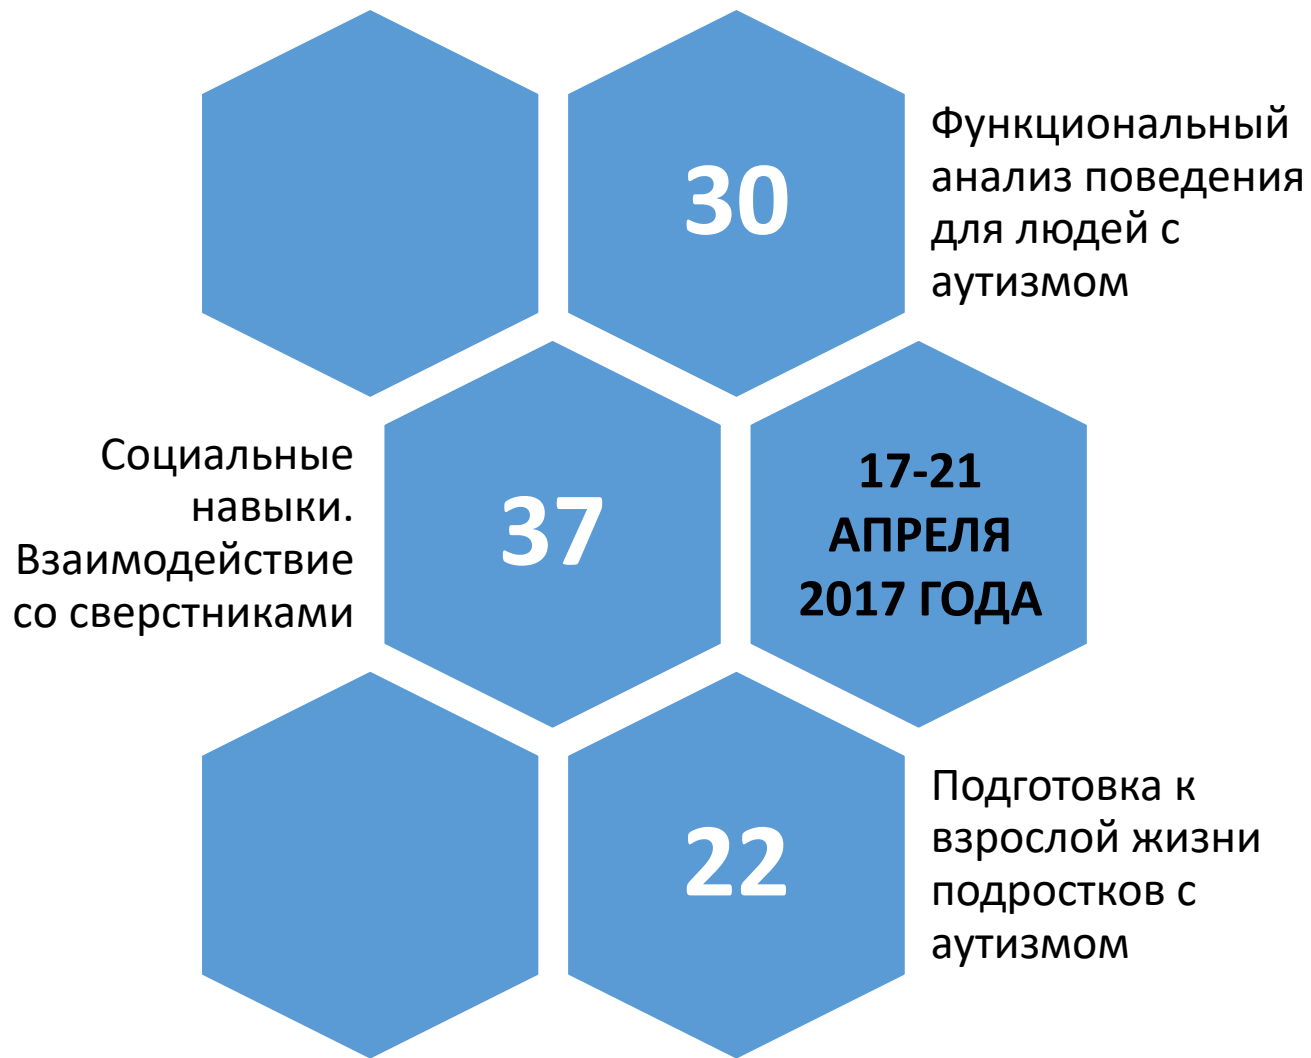 30
Функциональный
анализ поведения
для людей с
аутизмом
Социальные
навыки.
Взаимодействие
со сверстниками
37
17-21
АПРЕЛЯ
2017 ГОДА
22
Подготовка к
взрослой жизни
подростков с
аутизмом